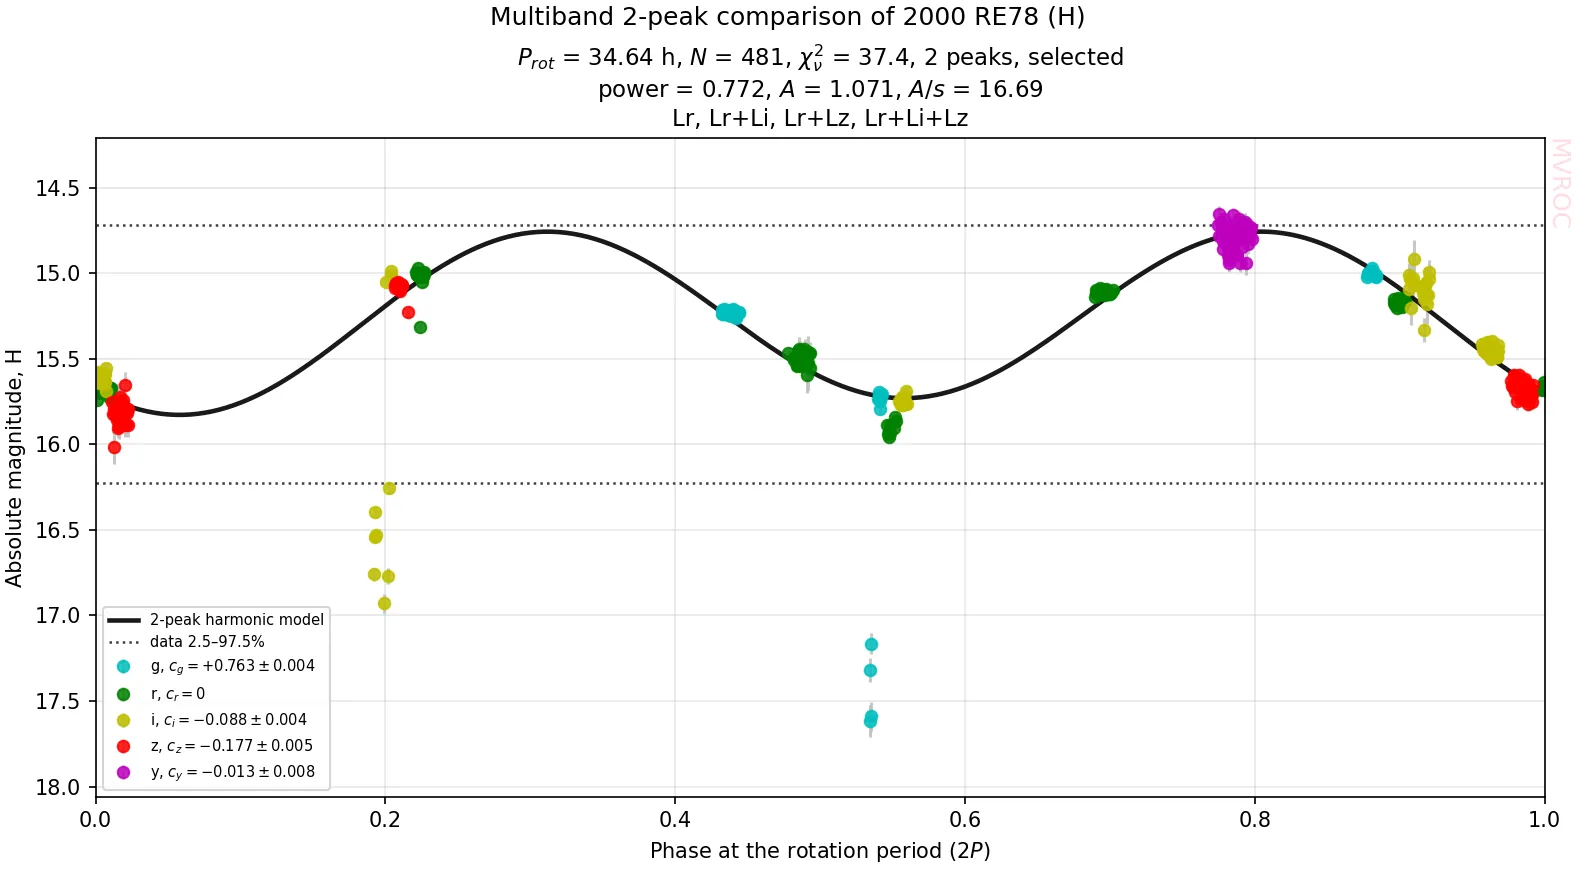 Multiband 2-peak comparison of 2000 RE78 (H)
P_rot = 34.64 h, N = 481, χ²_ν = 37.4, 2 peaks, selected
power = 0.772, A = 1.071, A/s = 16.69
Lr, Lr+Li, Lr+Lz, Lr+Li+Lz
MVROC
Absolute magnitude, H
14.5
15.0
15.5
16.0
16.5
17.0
17.5
18.0
2-peak harmonic model
data 2.5–97.5%
g, c_g = +0.763 ± 0.004
r, c_r = 0
i, c_i = −0.088 ± 0.004
z, c_z = −0.177 ± 0.005
y, c_y = −0.013 ± 0.008
0.0 0.2 0.4 0.6 0.8 1.0
Phase at the rotation period (2P)